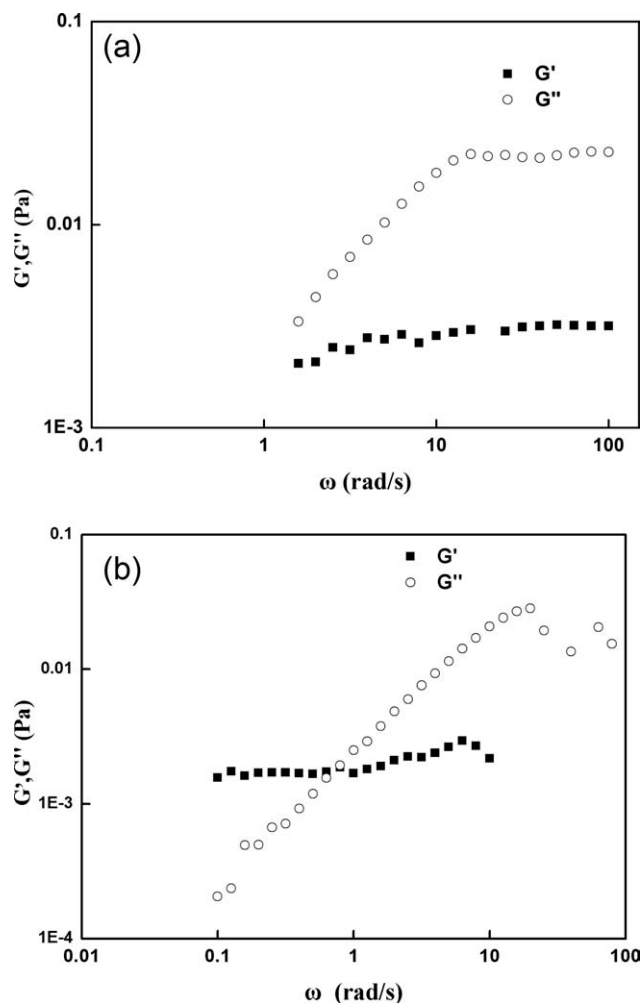 (a)
0.1
G'
G''
G',G'' (Pa)
0.01
1E-3
0.1 1 10 100
ω (rad/s)
(b)
0.1
G'
G''
G',G'' (Pa)
0.01
1E-3
1E-4
0.01 0.1 1 10 100
ω (rad/s)